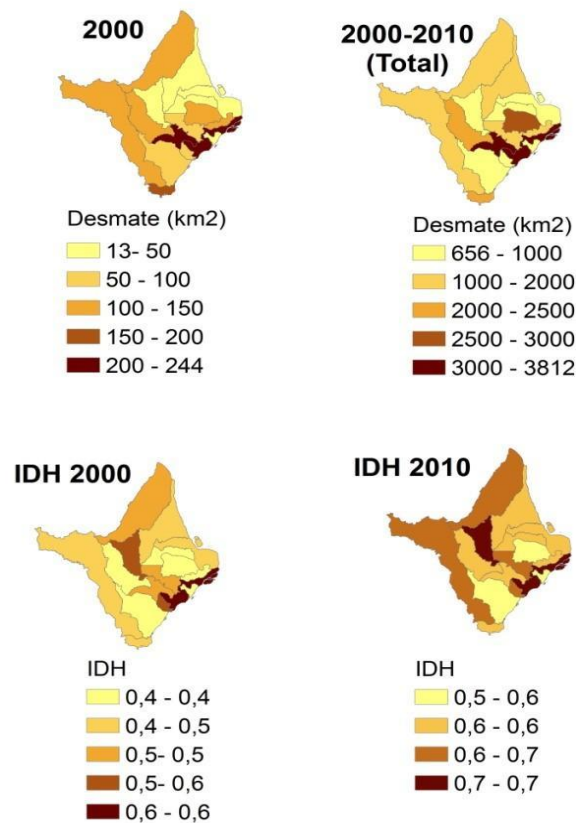 2000
Desmate (km2)
13- 50
50 - 100
100 - 150
150 - 200
200 - 244
2000-2010
(Total)
Desmate (km2)
656 - 1000
1000 - 2000
2000 - 2500
2500 - 3000
3000 - 3812
IDH 2000
IDH
0,4 - 0,4
0,4 - 0,5
0,5- 0,5
0,5- 0,6
0,6 - 0,6
IDH 2010
IDH
0,5 - 0,6
0,6 - 0,6
0,6 - 0,7
0,7 - 0,7